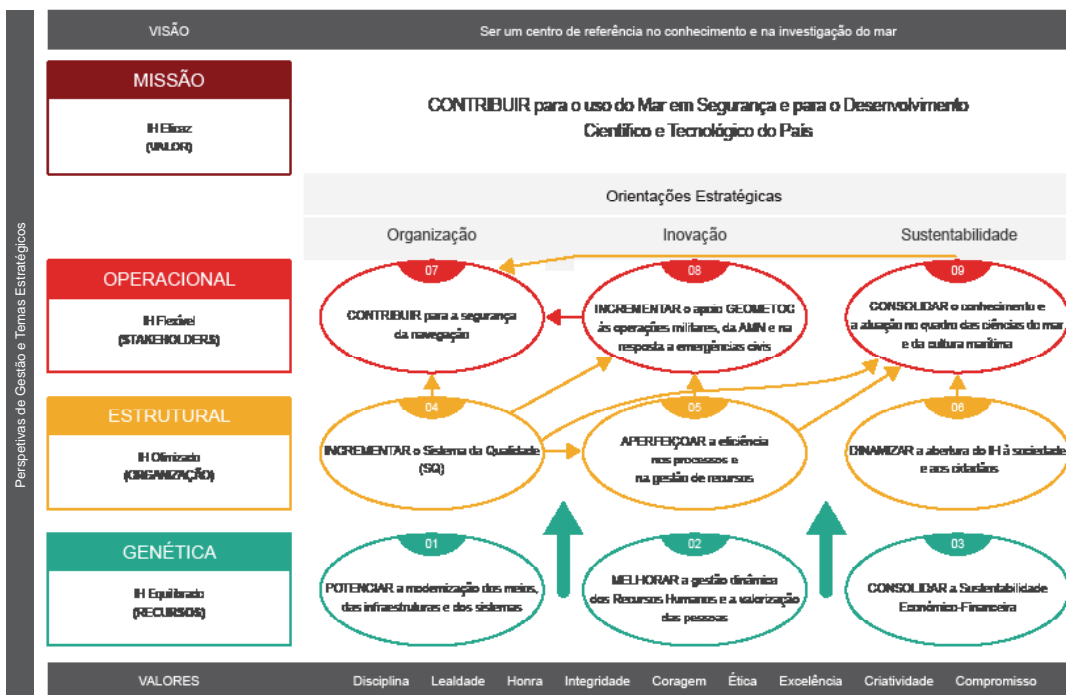 VISÃO
Ser um centro de referência no conhecimento e na investigação do mar
MISSÃO
IH Eficaz
(VALOR)
CONTRIBUIR para o uso do Mar em Segurança e para o Desenvolvimento
Científico e Tecnológico do País
Perspetivas de Gestão e Temas Estratégicos
Orientações Estratégicas
Organização
Inovação
Sustentabilidade
OPERACIONAL
IH Flexível
(STAKEHOLDERS)
07
CONTRIBUIR para a segurança
da navegação
08
INCREMENTAR o apoio GEOMETOC
às operações militares, da AMN e na
resposta a emergências civis
09
CONSOLIDAR o conhecimento e
a atuação no quadro das ciências do mar
e da cultura marítima
ESTRUTURAL
IH Otimizado
(ORGANIZAÇÃO)
04
INCREMENTAR o Sistema da Qualidade
(SQ)
05
APERFEIÇOAR a eficiência
nos processos e
na gestão de recursos
06
DINAMIZAR a abertura do IH à sociedade
e aos cidadãos
GENÉTICA
IH Equilibrado
(RECURSOS)
01
POTENCIAR a modernização dos meios,
das infraestruturas e dos sistemas
02
MELHORAR a gestão dinâmica
dos Recursos Humanos e a valorização
das pessoas
03
CONSOLIDAR a Sustentabilidade
Económico-Financeira
VALORES
Disciplina Lealdade Honra Integridade Coragem Ética Excelência Criatividade Compromisso